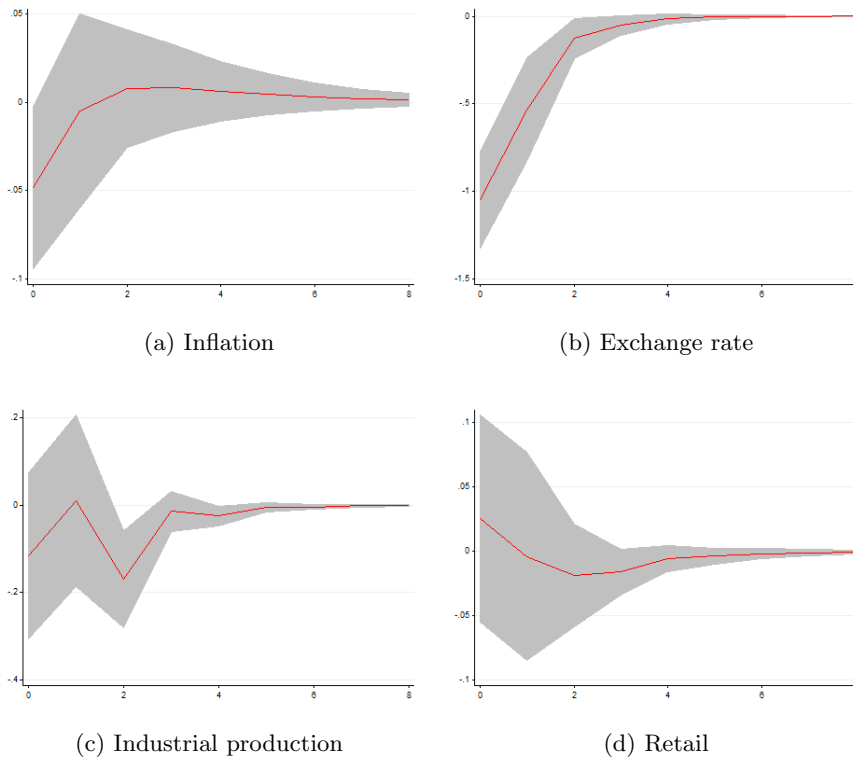 .05
0
-.05
-.1
0 2 4 6 8
(a) Inflation
0
-.5
-1
-1.5
0 2 4 6
(b) Exchange rate
.2
0
-.2
-.4
0 2 4 6 8
(c) Industrial production
.1
.05
0
-.05
-.1
0 2 4 6
(d) Retail